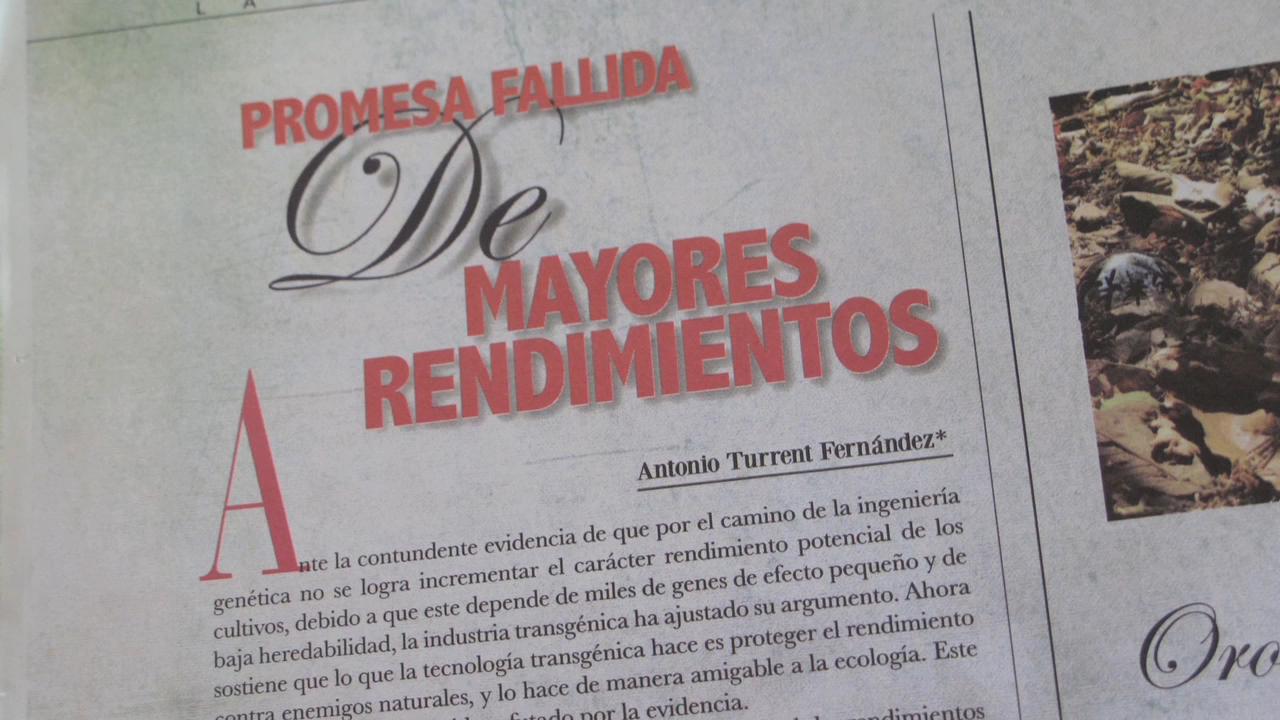 L A
PROMESA FALLIDA
De
MAYORES
RENDIMIENTOS
Antonio Turrent Fernández*
Ante la contundente evidencia de que por el camino de la ingeniería
genética no se logra incrementar el carácter rendimiento potencial de los
cultivos, debido a que este depende de miles de genes de efecto pequeño y de
baja heredabilidad, la industria transgénica ha ajustado su argumento. Ahora
sostiene que lo que la tecnología transgénica hace es proteger el rendimiento
contra enemigos naturales, y lo hace de manera amigable a la ecología. Este
por la evidencia.
rendimientos
Oro